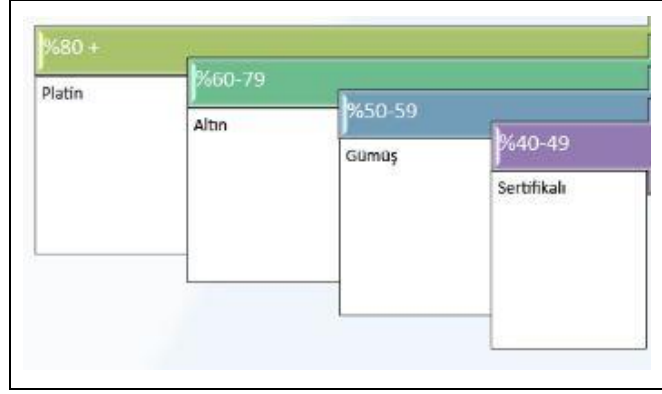 %80 +
Platin
%60-79
Altın
%50-59
Gümüş
%40-49
Sertifikalı